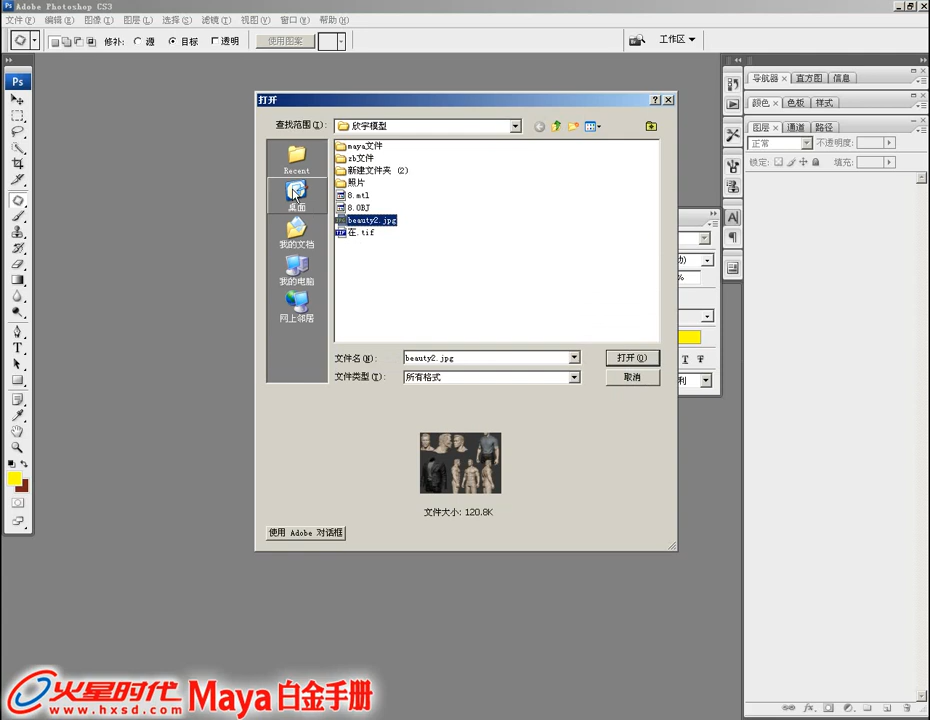 Ps Adobe Photoshop CS3
文件(F) 编辑(E) 图像(I) 图层(L) 选择(S) 滤镜(T) 视图(V) 窗口(W) 帮助(H)
修补: 源 目标 透明 使用图案 工作区
Ps
打开
导航器 × 直方图 信息
颜色 × 色板 样式
图层 × 通道 路径
正常 不透明度:
锁定: 填充:
查找范围(I): 欣宇模型
Recent
桌面
我的文档
我的电脑
网上邻居
maya文件
zb文件
新建文件夹 (2)
照片
8.mtl
8.OBJ
beauty2.jpg
在.tif
文件名(N): beauty2.jpg 打开(O)
文件类型(T): 所有格式 取消
动)
%
T T
利
A
文件大小: 120.8K
使用 Adobe 对话框
火星时代 Maya 白金手册
www.hxsd.com